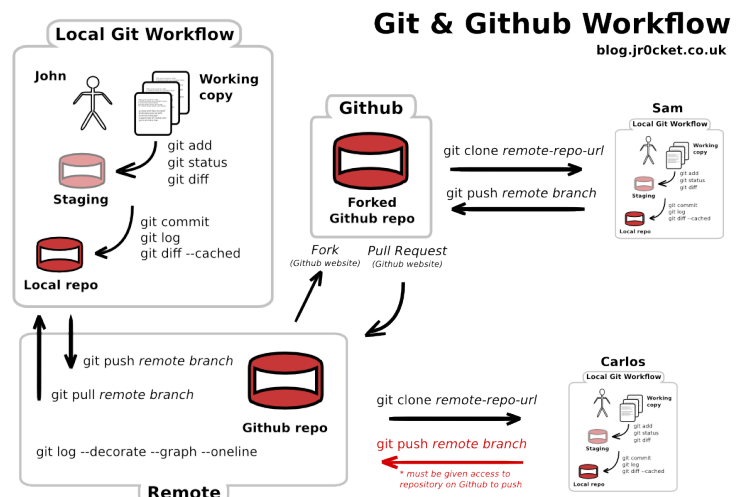 Git & Github Workflow
blog.jr0cket.co.uk
Local Git Workflow
John
Working
copy
git add
git status
git diff
Staging
git commit
git log
git diff --cached
Local repo
Github
Forked
Github repo
Fork
(Github website)
Pull Request
(Github website)
git clone remote-repo-url
git push remote branch
Sam
Local Git Workflow
Working
copy
git add
git status
git diff
Staging
git commit
git log
git diff --cached
Local repo
git push remote branch
git pull remote branch
Github repo
git log --decorate --graph --oneline
Remote
git clone remote-repo-url
git push remote branch
* must be given access to
repository on Github to push
Carlos
Local Git Workflow
Working
copy
git add
git status
git diff
Staging
git commit
git log
git diff --cached
Local repo